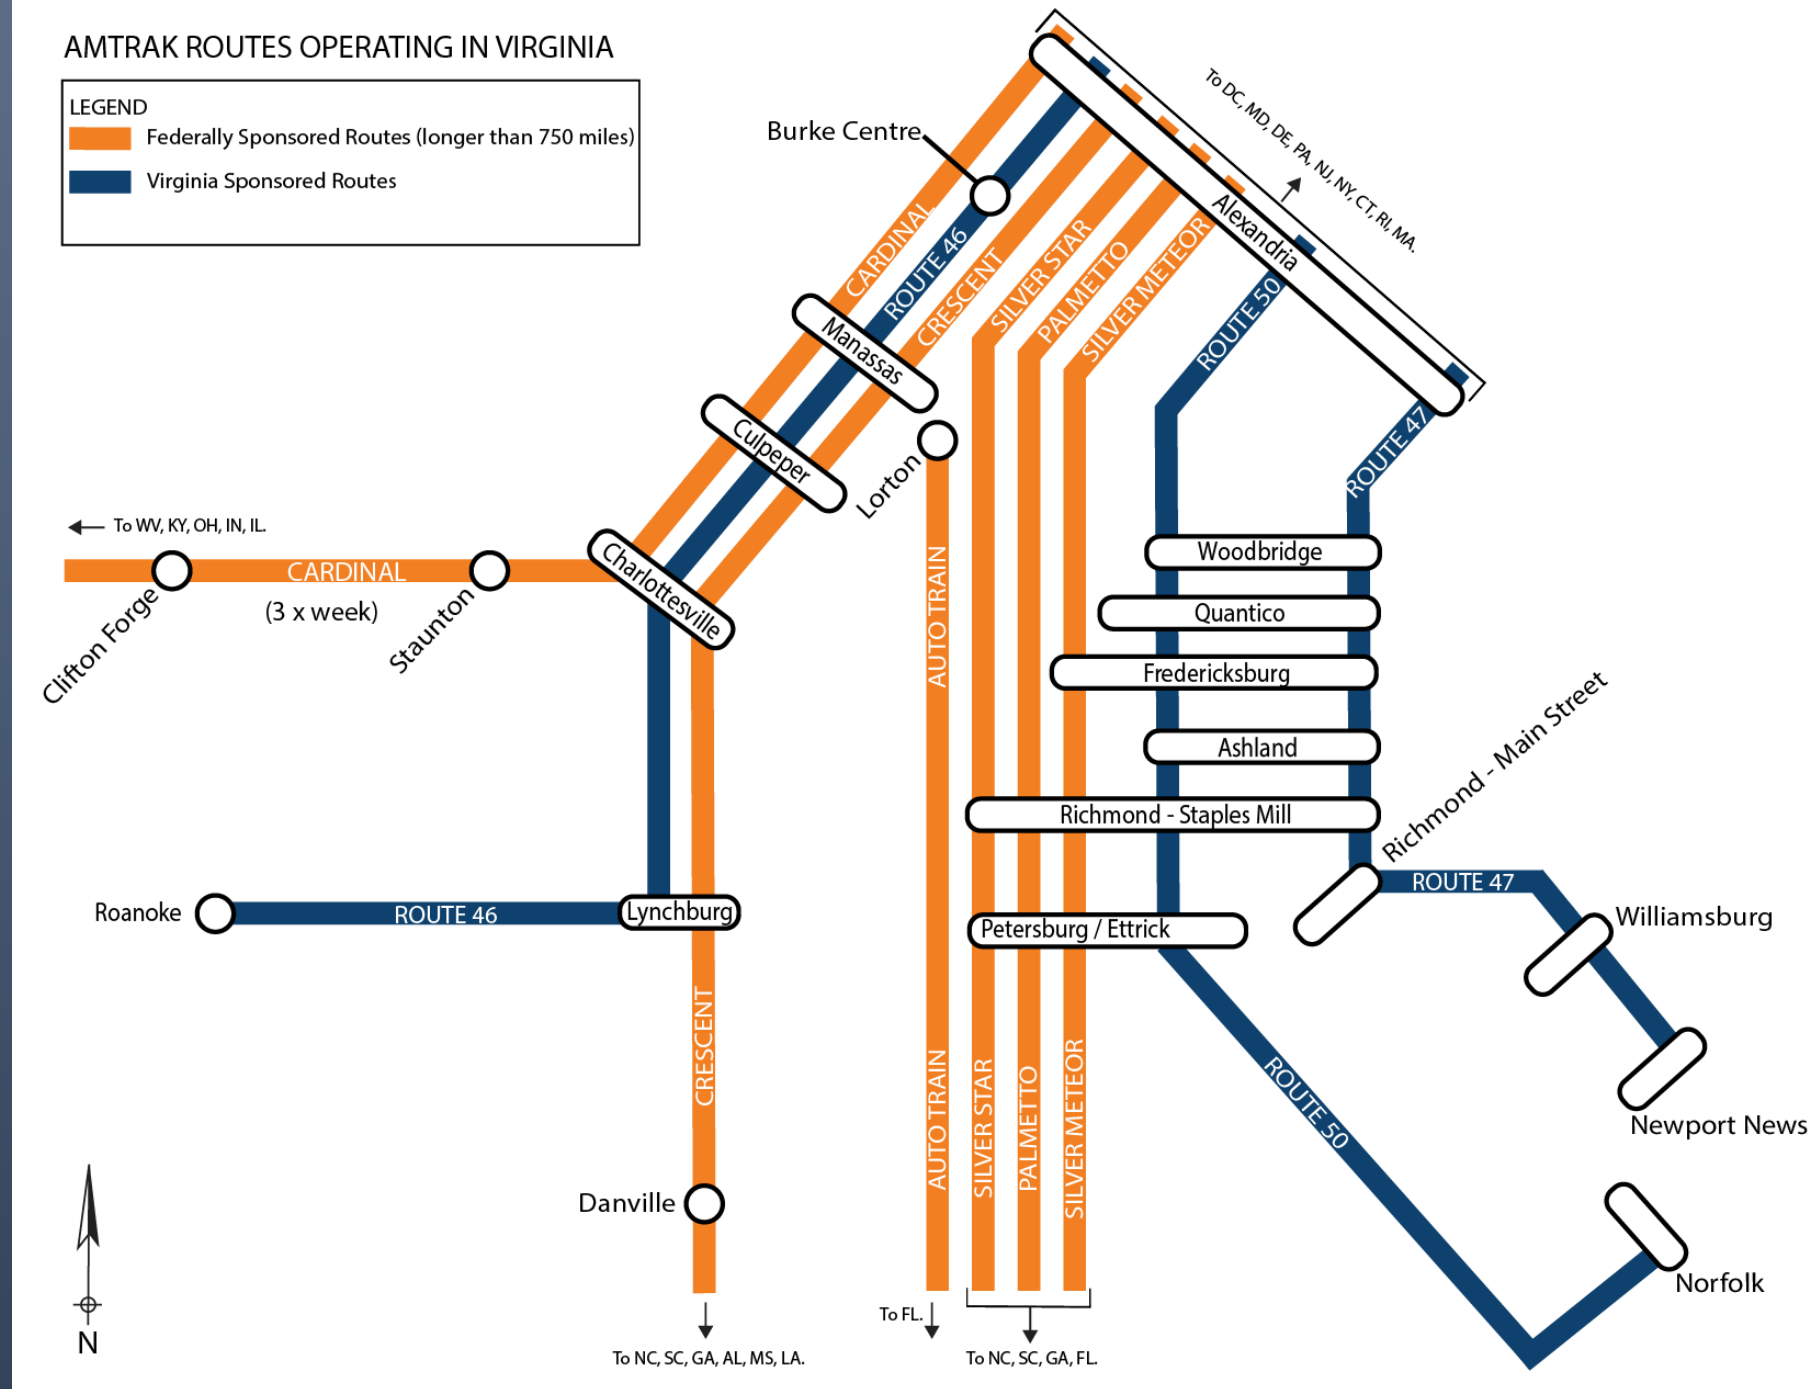 AMTRAK ROUTES OPERATING IN VIRGINIA
LEGEND
Federally Sponsored Routes (longer than 750 miles)
Virginia Sponsored Routes
Burke Centre
To DC, MD, DE, PA, NJ, NY, CT, RI, MA.
Alexandria
CARDINAL
ROUTE 46
CRESCENT
SILVER STAR
PALMETTO
SILVER METEOR
ROUTE 50
ROUTE 47
Manassas
Culpeper
Lorton
To WV, KY, OH, IN, IL.
CARDINAL
(3 x week)
Clifton Forge
Staunton
Charlottesville
AUTO TRAIN
Woodbridge
Quantico
Fredericksburg
Ashland
Richmond - Staples Mill
Richmond - Main Street
ROUTE 47
Roanoke
ROUTE 46
Lynchburg
Petersburg / Ettrick
Williamsburg
Newport News
CRESCENT
AUTO TRAIN
SILVER STAR
PALMETTO
SILVER METEOR
ROUTE 50
Danville
Norfolk
N
To FL.
To NC, SC, GA, AL, MS, LA.
To NC, SC, GA, FL.